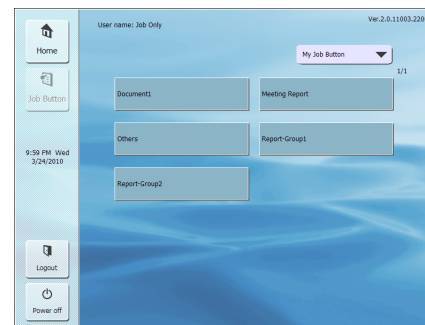 User name: Job Only
Ver.2.0.11003.220
Home
My Job Button
1/1
Job Button
Document1
Meeting Report
Others
Report-Group1
9:59 PM Wed
3/24/2010
Report-Group2
Logout
Power off